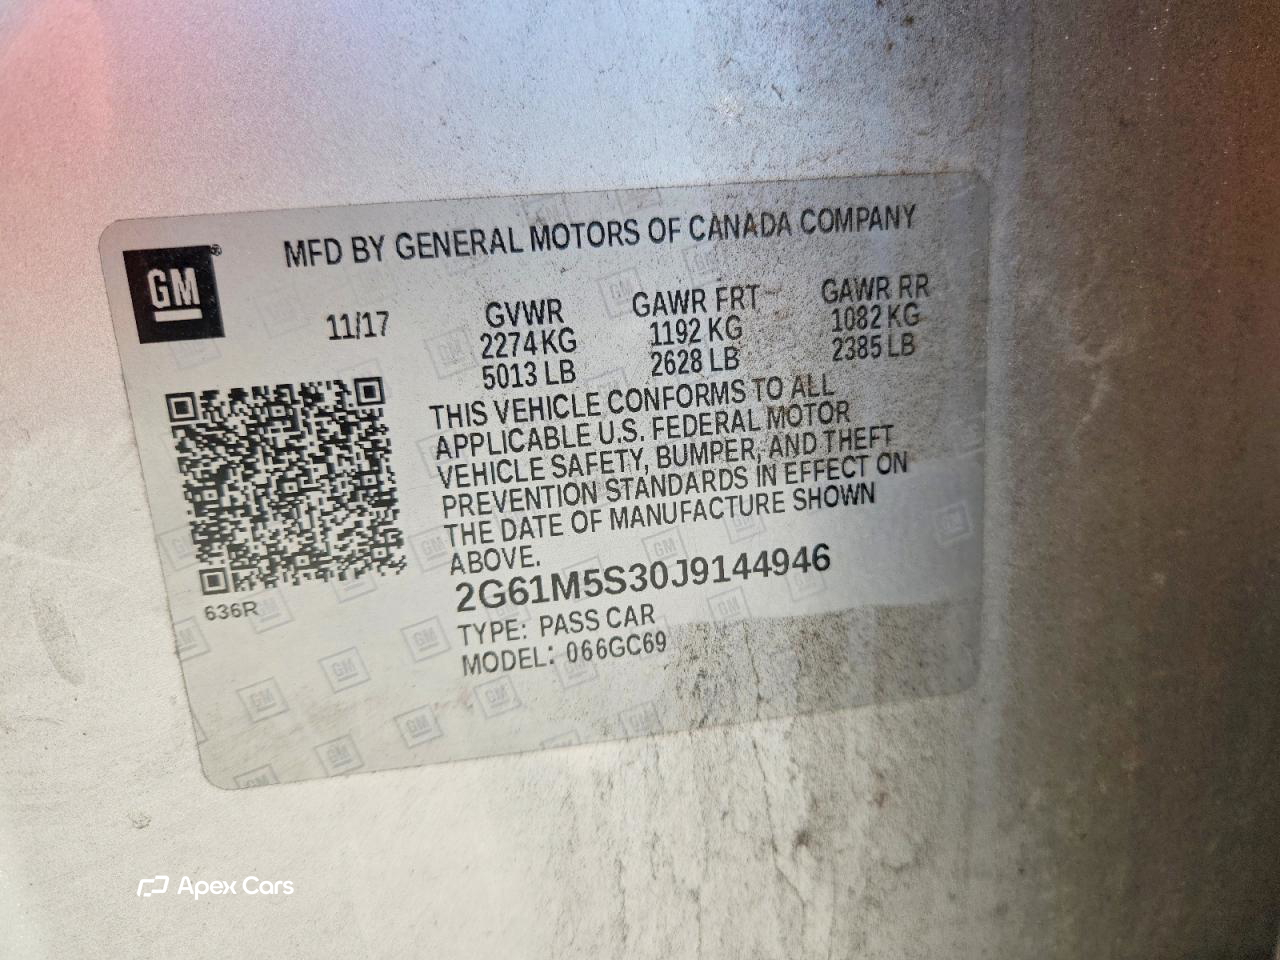 MFD BY GENERAL MOTORS OF CANADA COMPANY
GM®
11/17
GVWR GAWR FRT GAWR RR
2274 KG 1192 KG 1082 KG
5013 LB 2628 LB 2385 LB
THIS VEHICLE CONFORMS TO ALL
APPLICABLE U.S. FEDERAL MOTOR
VEHICLE SAFETY, BUMPER, AND THEFT
PREVENTION STANDARDS IN EFFECT ON
THE DATE OF MANUFACTURE SHOWN
ABOVE.
2G61M5S30J9144946
636R
TYPE: PASS CAR
MODEL: 066GC69
Apex Cars